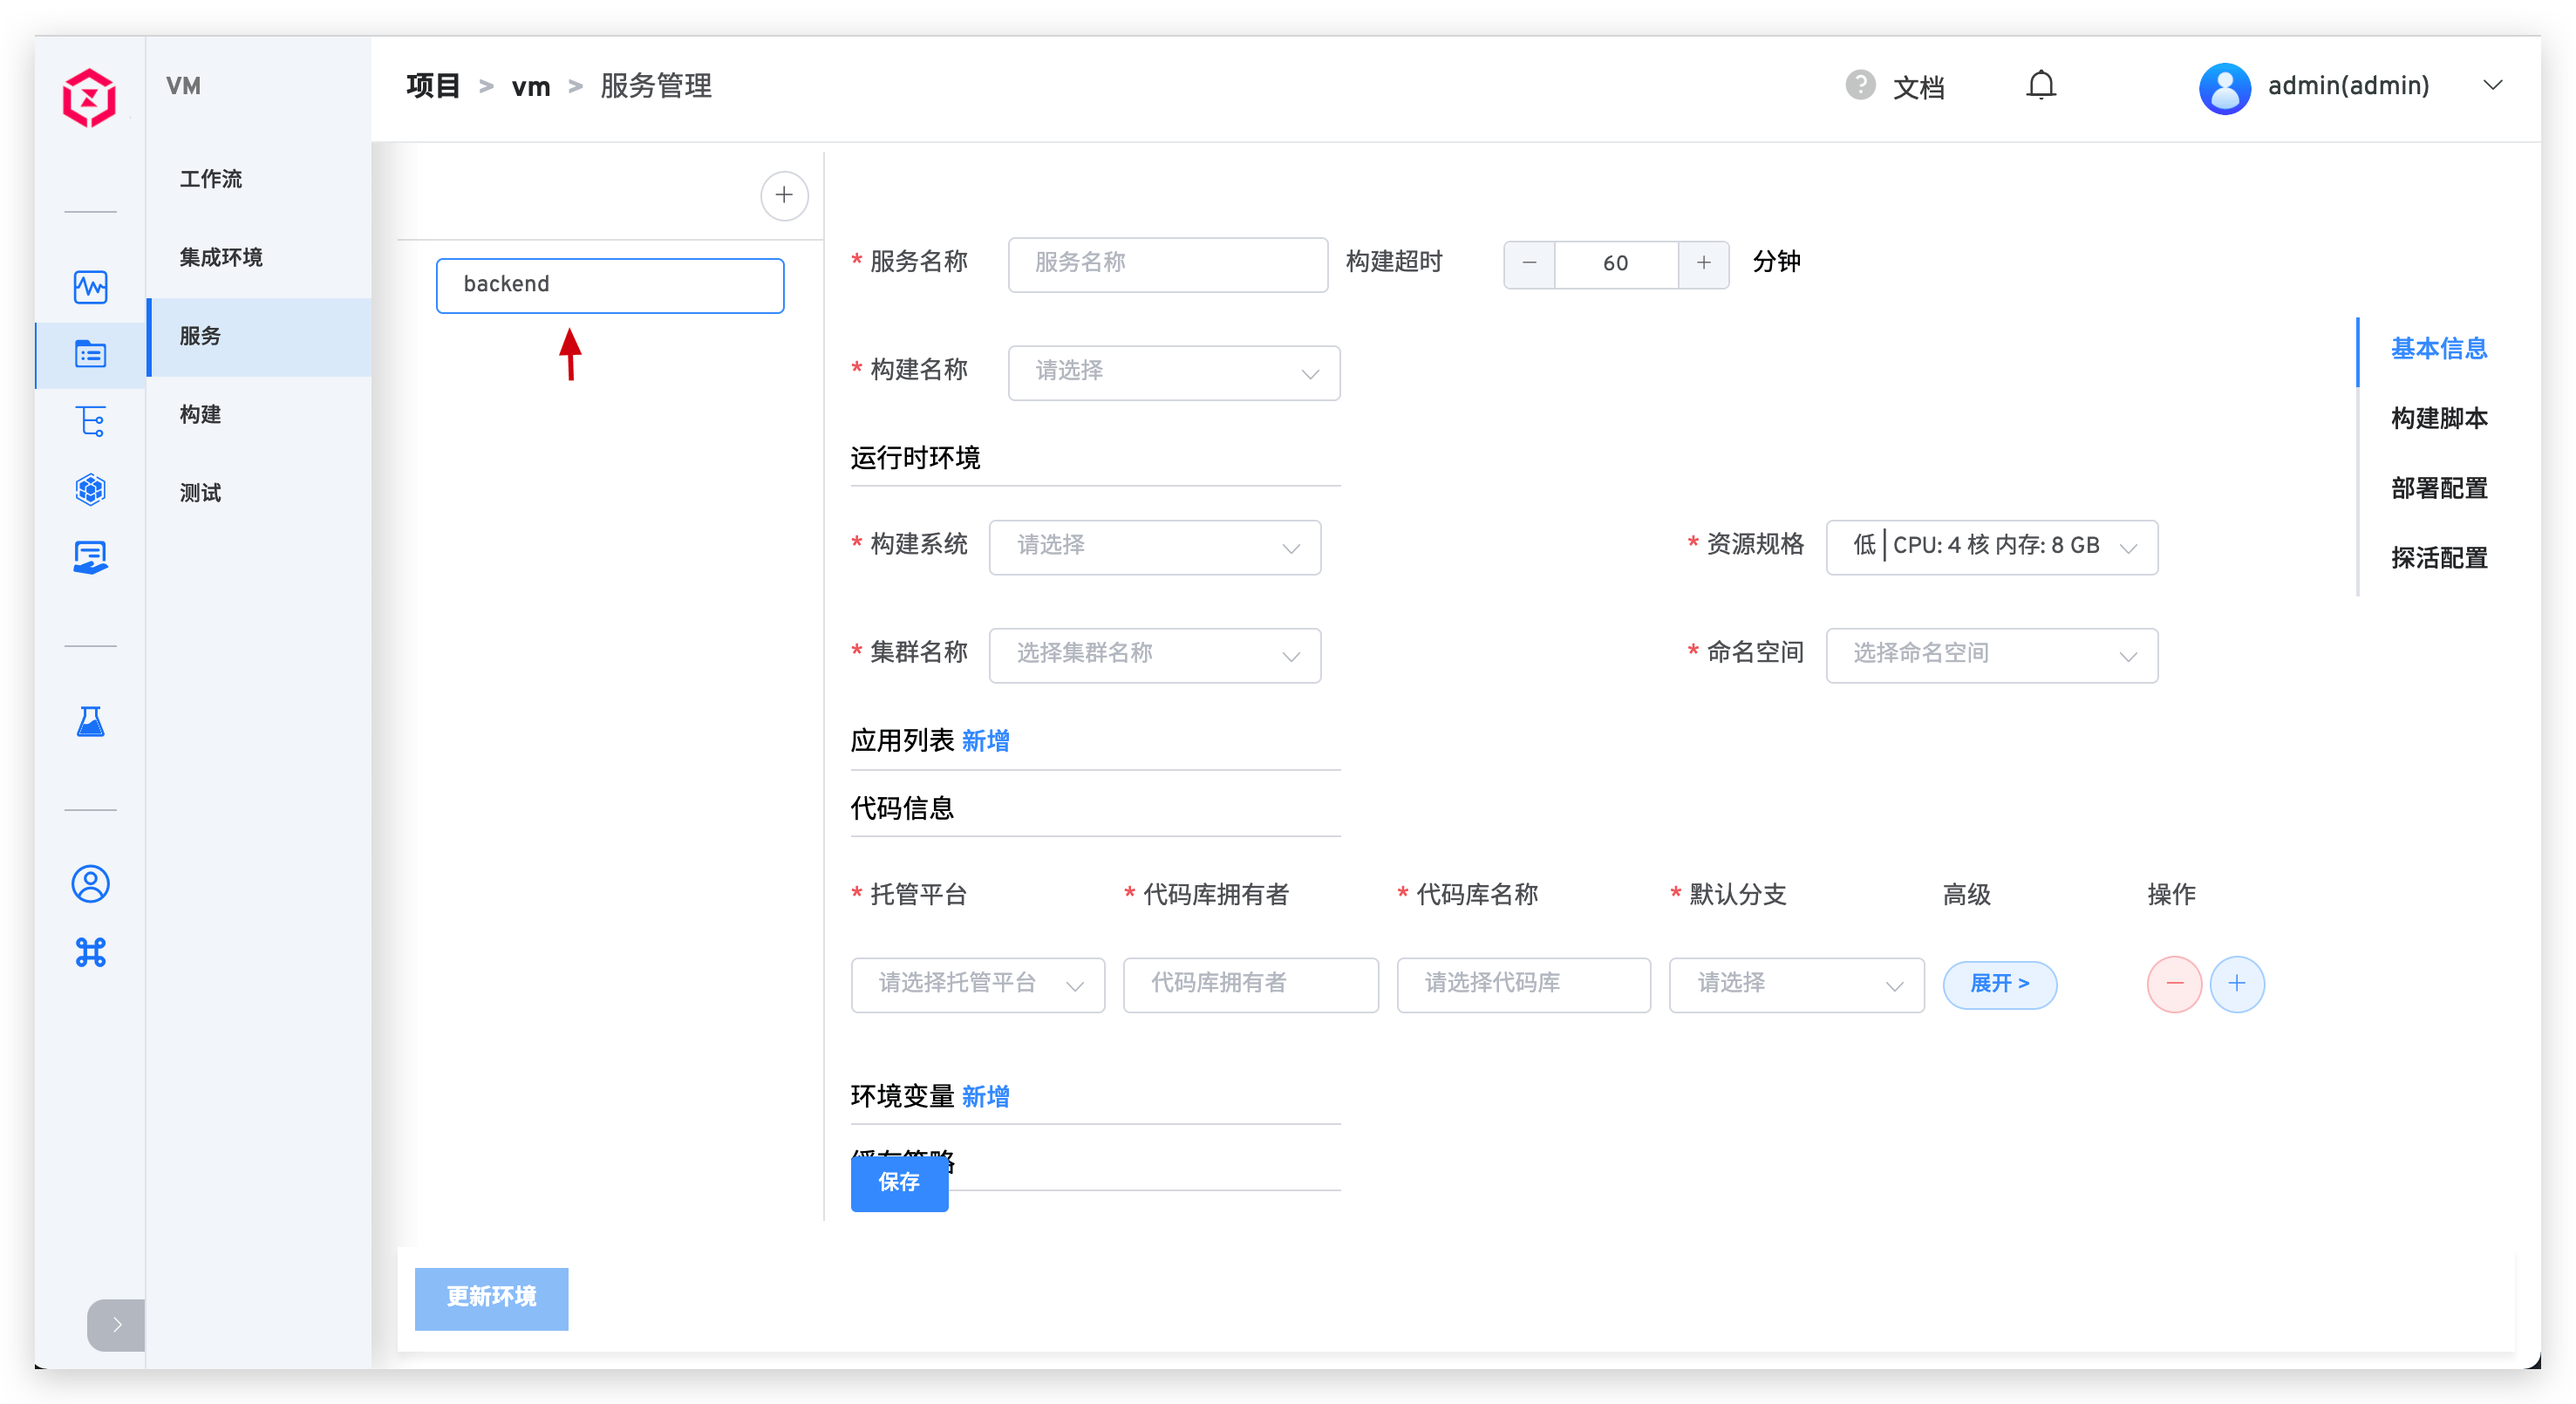 VM
项目 > vm > 服务管理
? 文档
admin(admin)
工作流
集成环境
服务
构建
测试
backend
* 服务名称 服务名称 构建超时 − 60 + 分钟
* 构建名称 请选择
运行时环境
* 构建系统 请选择 * 资源规格 低 | CPU: 4 核 内存: 8 GB
* 集群名称 选择集群名称 * 命名空间 选择命名空间
应用列表 新增
代码信息
* 托管平台 * 代码库拥有者 * 代码库名称 * 默认分支 高级 操作
请选择托管平台 代码库拥有者 请选择代码库 请选择 展开 >
环境变量 新增
缓存策略
保存
更新环境
基本信息
构建脚本
部署配置
探活配置